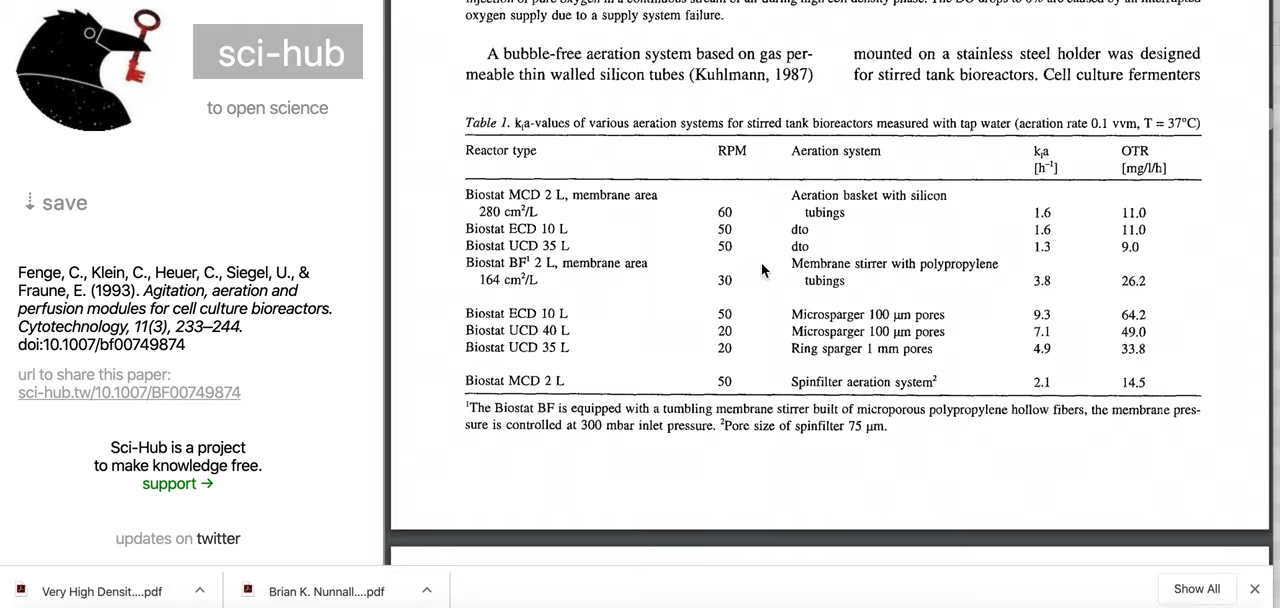 sci-hub
to open science
⇣ save
Fenge, C., Klein, C., Heuer, C., Siegel, U., &
Fraune, E. (1993). Agitation, aeration and
perfusion modules for cell culture bioreactors.
Cytotechnology, 11(3), 233–244.
doi:10.1007/bf00749874
url to share this paper:
sci-hub.tw/10.1007/BF00749874
Sci-Hub is a project
to make knowledge free.
support →
updates on twitter
oxygen supply due to a supply system failure.
A bubble-free aeration system based on gas per-
meable thin walled silicon tubes (Kuhlmann, 1987)
mounted on a stainless steel holder was designed
for stirred tank bioreactors. Cell culture fermenters
Table 1. kₗa-values of various aeration systems for stirred tank bioreactors measured with tap water (aeration rate 0.1 vvm, T = 37°C)
Reactor type RPM Aeration system kₗa OTR
[h⁻¹] [mg/l/h]
Biostat MCD 2 L, membrane area Aeration basket with silicon
280 cm²/L 60 tubings 1.6 11.0
Biostat ECD 10 L 50 dto 1.6 11.0
Biostat UCD 35 L 50 dto 1.3 9.0
Biostat BF¹ 2 L, membrane area Membrane stirrer with polypropylene
164 cm²/L 30 tubings 3.8 26.2
Biostat ECD 10 L 50 Microsparger 100 µm pores 9.3 64.2
Biostat UCD 40 L 20 Microsparger 100 µm pores 7.1 49.0
Biostat UCD 35 L 20 Ring sparger 1 mm pores 4.9 33.8
Biostat MCD 2 L 50 Spinfilter aeration system² 2.1 14.5
¹The Biostat BF is equipped with a tumbling membrane stirrer built of microporous polypropylene hollow fibers, the membrane pres-
sure is controlled at 300 mbar inlet pressure. ²Pore size of spinfilter 75 µm.
Very High Densit....pdf
Brian K. Nunnall....pdf
Show All